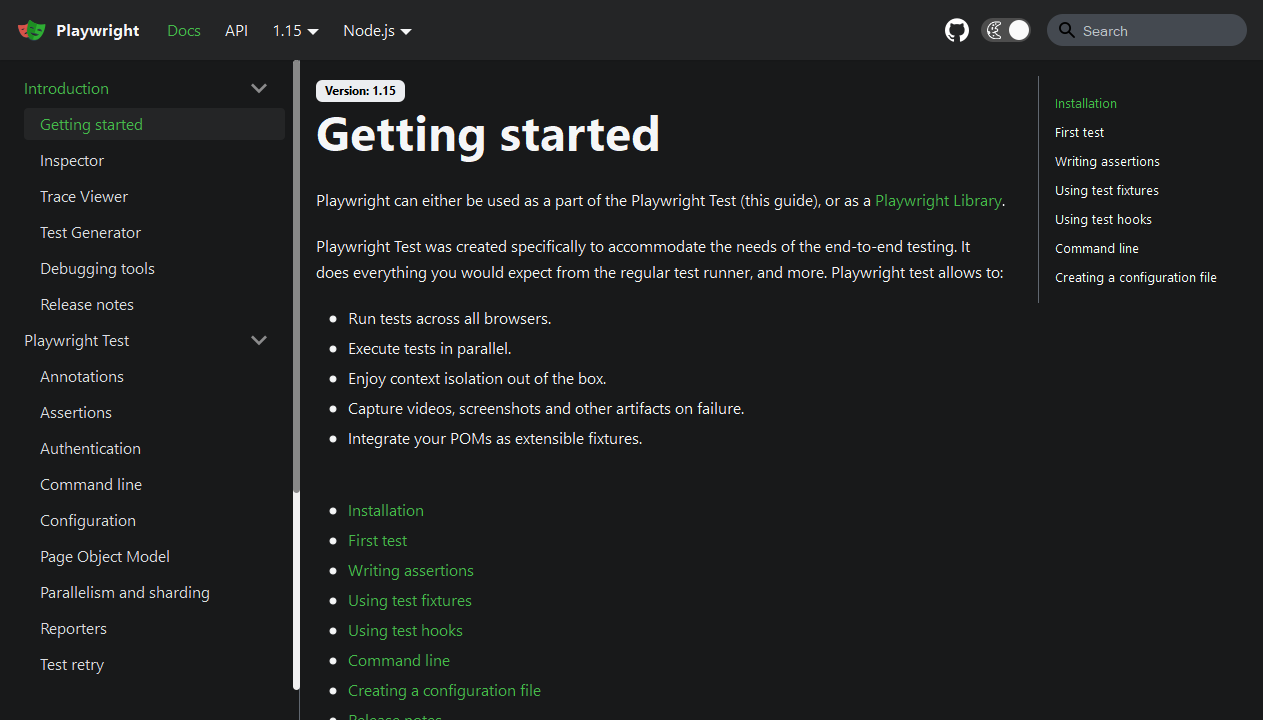 Playwright
Docs
API
1.15
Node.js
Search
Introduction
Getting started
Inspector
Trace Viewer
Test Generator
Debugging tools
Release notes
Playwright Test
Annotations
Assertions
Authentication
Command line
Configuration
Page Object Model
Parallelism and sharding
Reporters
Test retry
Version: 1.15
Getting started
Playwright can either be used as a part of the Playwright Test (this guide), or as a Playwright Library.
Playwright Test was created specifically to accommodate the needs of the end-to-end testing. It
does everything you would expect from the regular test runner, and more. Playwright test allows to:
Run tests across all browsers.
Execute tests in parallel.
Enjoy context isolation out of the box.
Capture videos, screenshots and other artifacts on failure.
Integrate your POMs as extensible fixtures.
Installation
First test
Writing assertions
Using test fixtures
Using test hooks
Command line
Creating a configuration file
Release notes
Installation
First test
Writing assertions
Using test fixtures
Using test hooks
Command line
Creating a configuration file